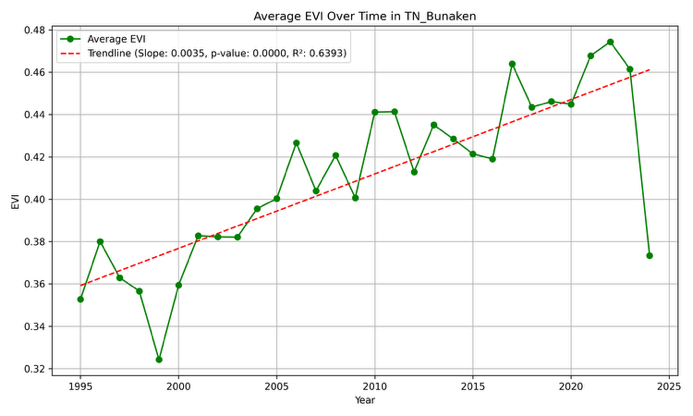 Average EVI Over Time in TN_Bunaken
0.48
Average EVI
Trendline (Slope: 0.0035, p-value: 0.0000, R²: 0.6393)
0.46
0.44
0.42
EVI
0.40
0.38
0.36
0.34
0.32
1995 2000 2005 2010 2015 2020 2025
Year